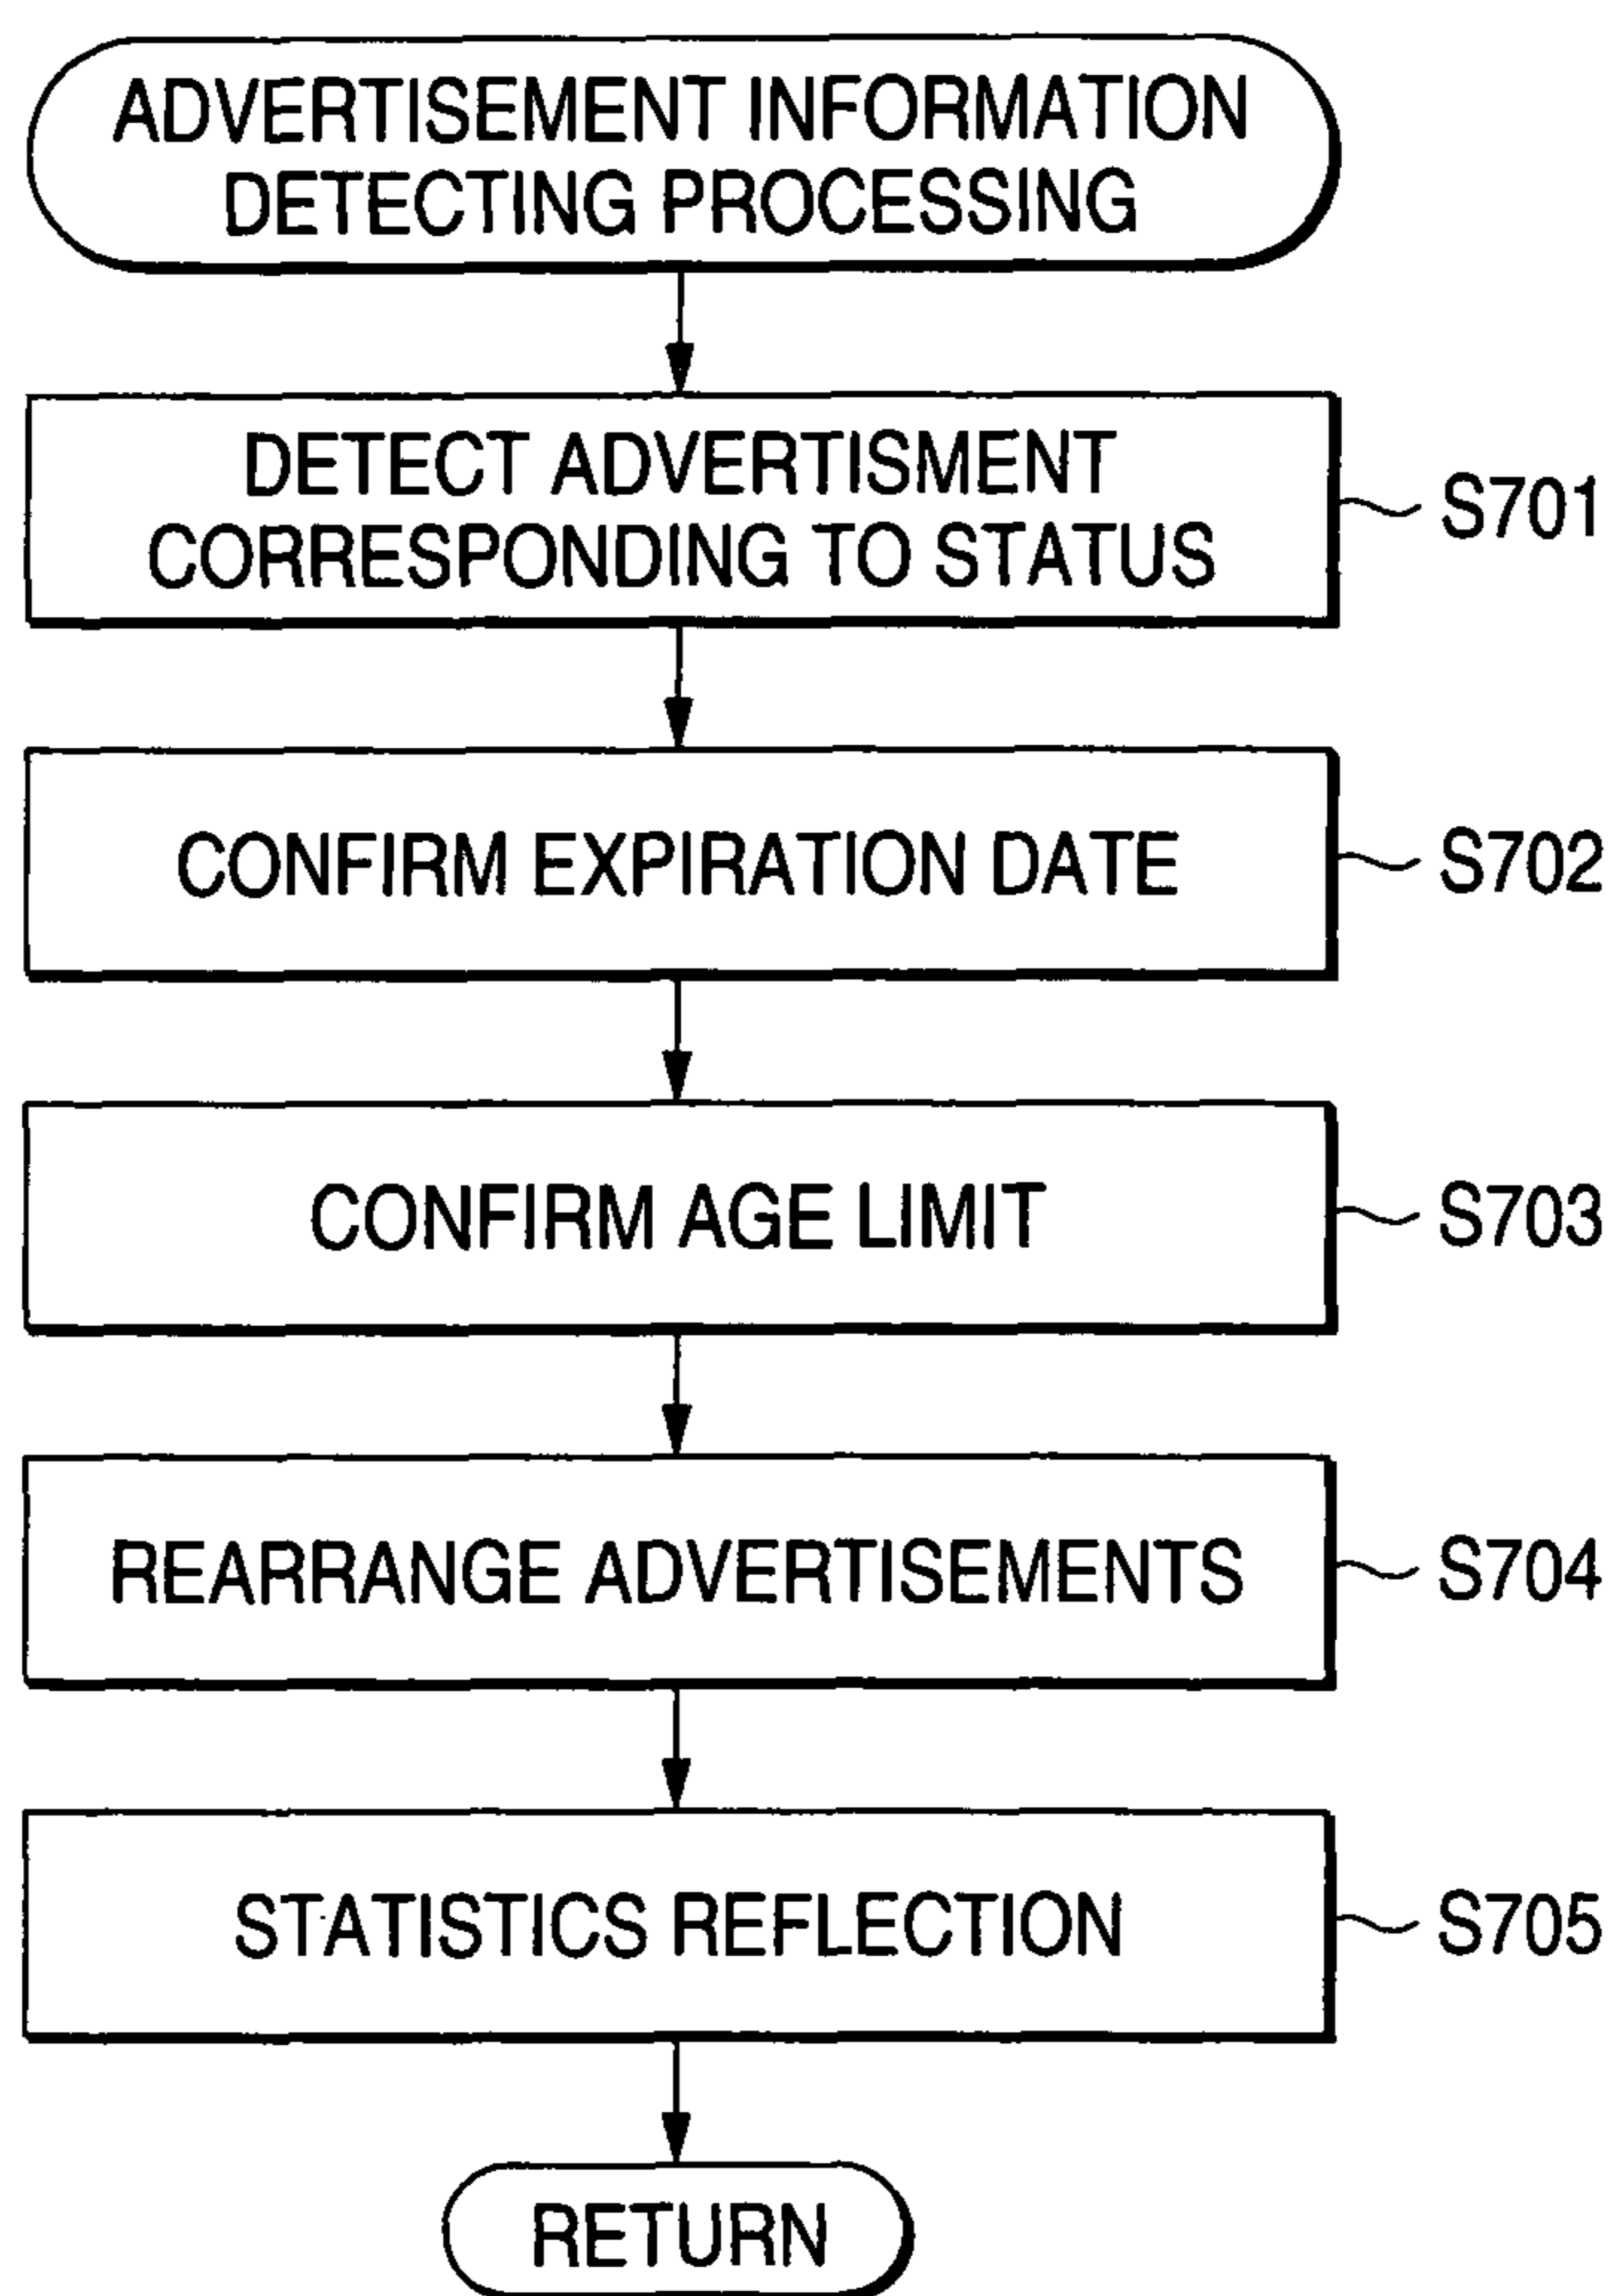 ADVERTISEMENT INFORMATION
DETECTING PROCESSING
DETECT ADVERTISMENT
CORRESPONDING TO STATUS
S701
CONFIRM EXPIRATION DATE
S702
CONFIRM AGE LIMIT
S703
REARRANGE ADVERTISEMENTS
S704
STATISTICS REFLECTION
S705
RETURN